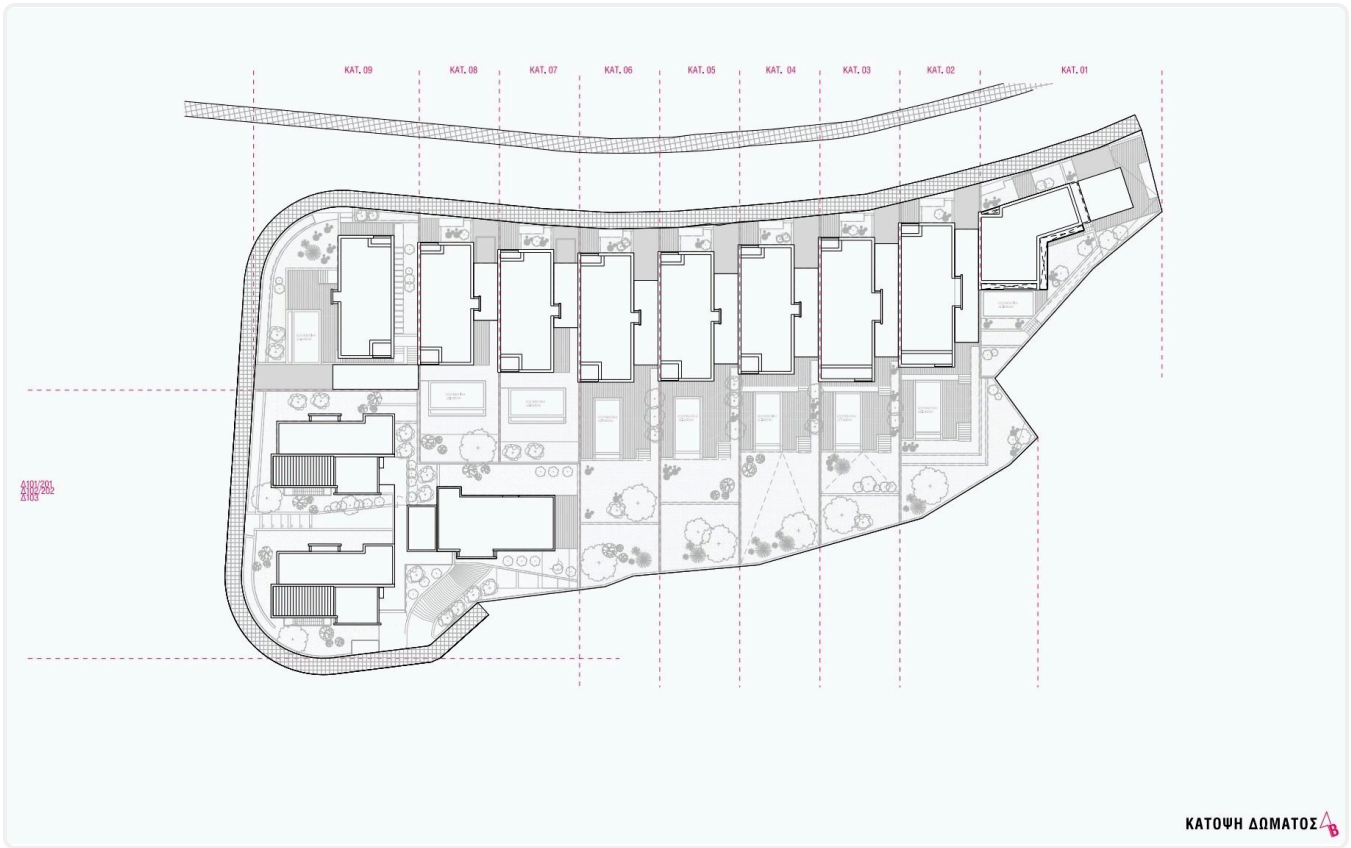 ΚΑΤ. 09
ΚΑΤ. 08
ΚΑΤ. 07
ΚΑΤ. 06
ΚΑΤ. 05
ΚΑΤ. 04
ΚΑΤ. 03
ΚΑΤ. 02
ΚΑΤ. 01
Δ101/201
Δ102/202
Δ103
ΚΑΤΟΨΗ ΔΩΜΑΤΟΣ
Β